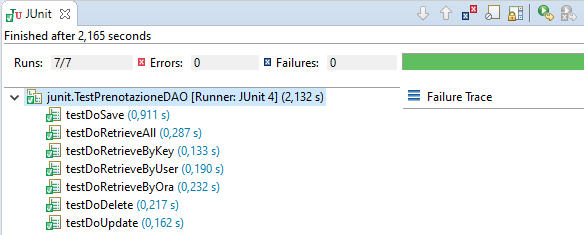 JU JUnit
Finished after 2,165 seconds
Runs: 7/7 Errors: 0 Failures: 0
junit.TestPrenotazioneDAO [Runner: JUnit 4] (2,132 s)
Failure Trace
testDoSave (0,911 s)
testDoRetrieveAll (0,287 s)
testDoRetrieveByKey (0,133 s)
testDoRetrieveByUser (0,190 s)
testDoRetrieveByOra (0,232 s)
testDoDelete (0,217 s)
testDoUpdate (0,162 s)